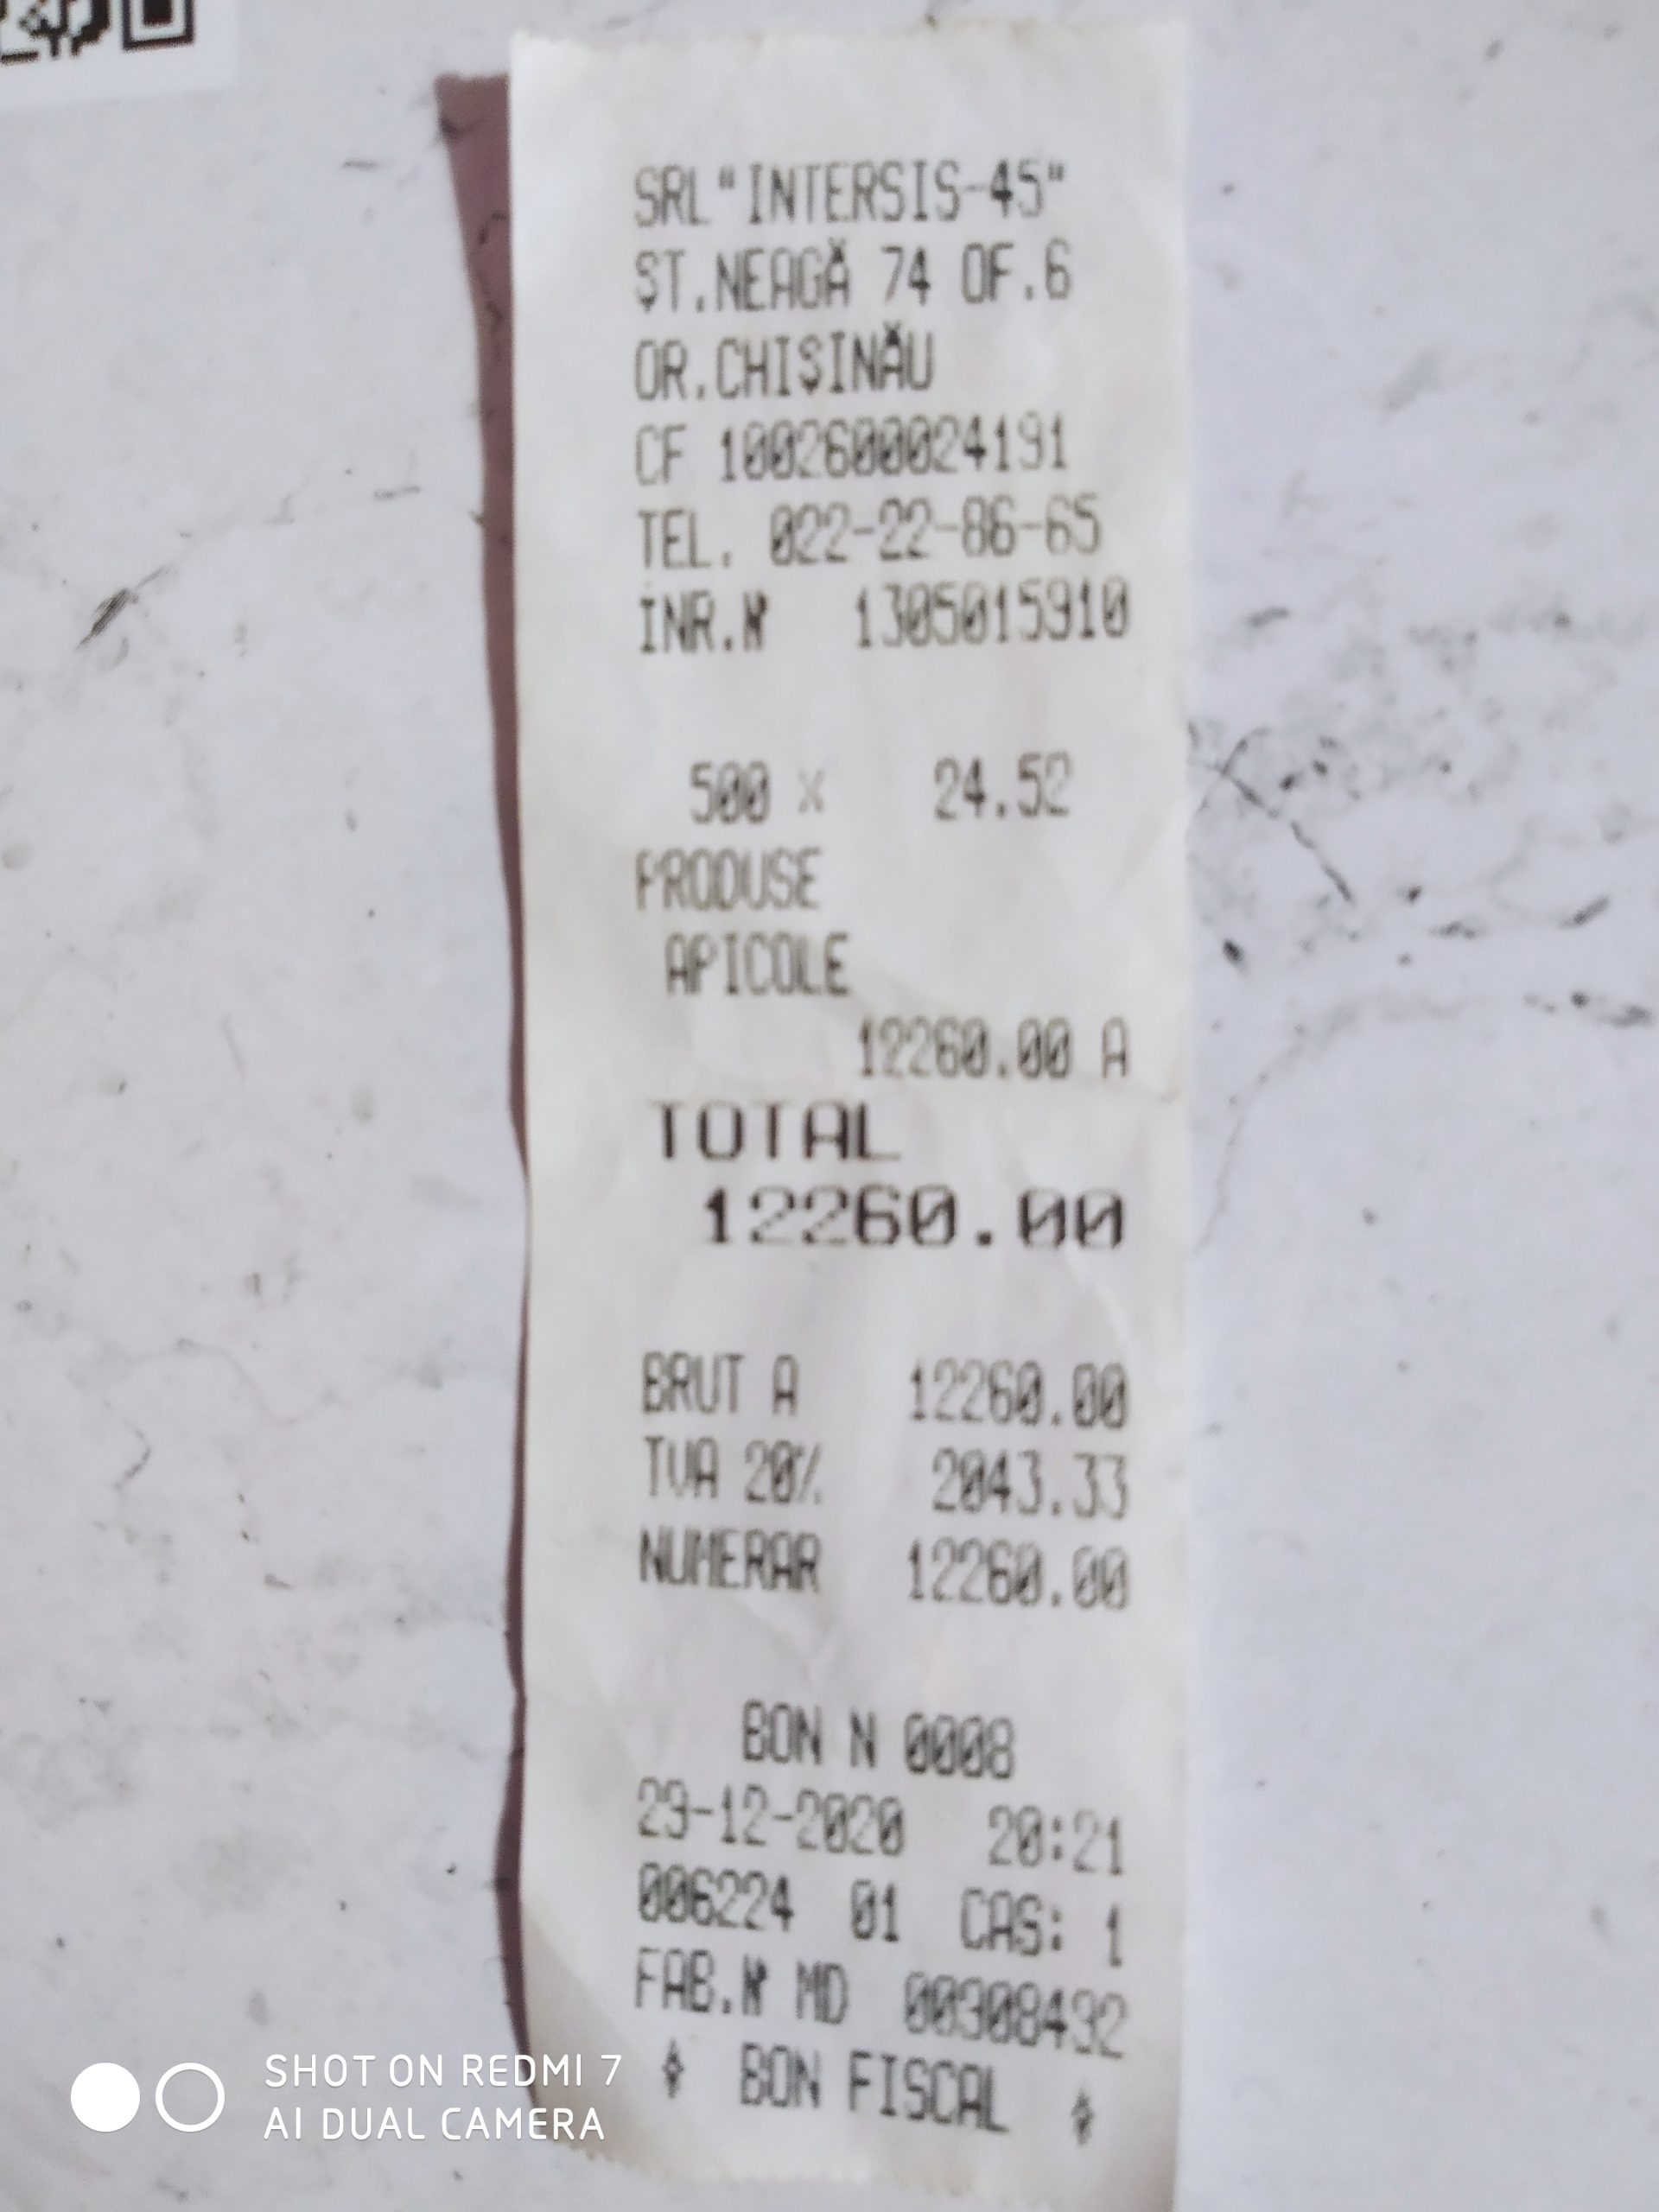 SRL "INTERSIS-45"
ŞT.NEAGĂ 74 OF.6
OR.CHIŞINĂU
CF 1002600024191
TEL. 022-22-86-65
INR.№ 1305015910
500 x 24.52
PRODUSE
APICOLE
12260.00 A
TOTAL
12260.00
BRUT A 12260.00
TVA 20% 2043.33
NUMERAR 12260.00
BON N 0008
29-12-2020 20:21
006224 01 CAS: 1
FAB.№ MD 00308432
BON FISCAL
SHOT ON REDMI 7
AI DUAL CAMERA